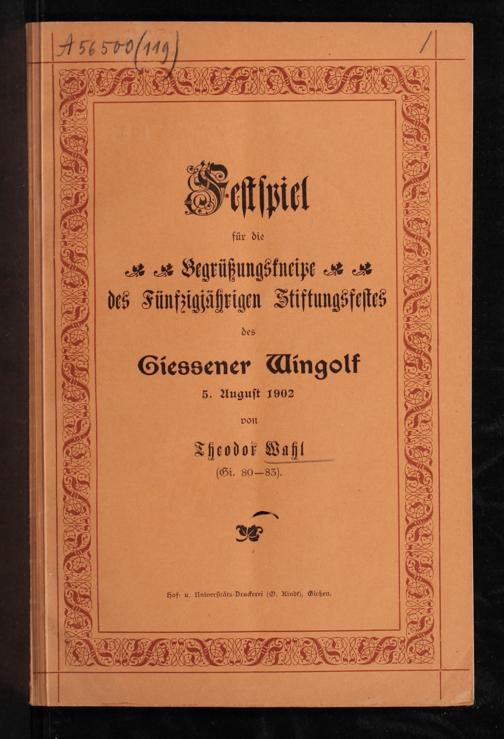 A 56500 (119) /
Festspiel
für die
Begrüßungskneipe
des Fünfzigjährigen Stiftungsfestes
des
Giessener Wingolf
5. August 1902
von
Theodor Wahl
(Gi. 80—83).
Hof- u. Universitäts-Druckerei (O. Kindt), Gießen.